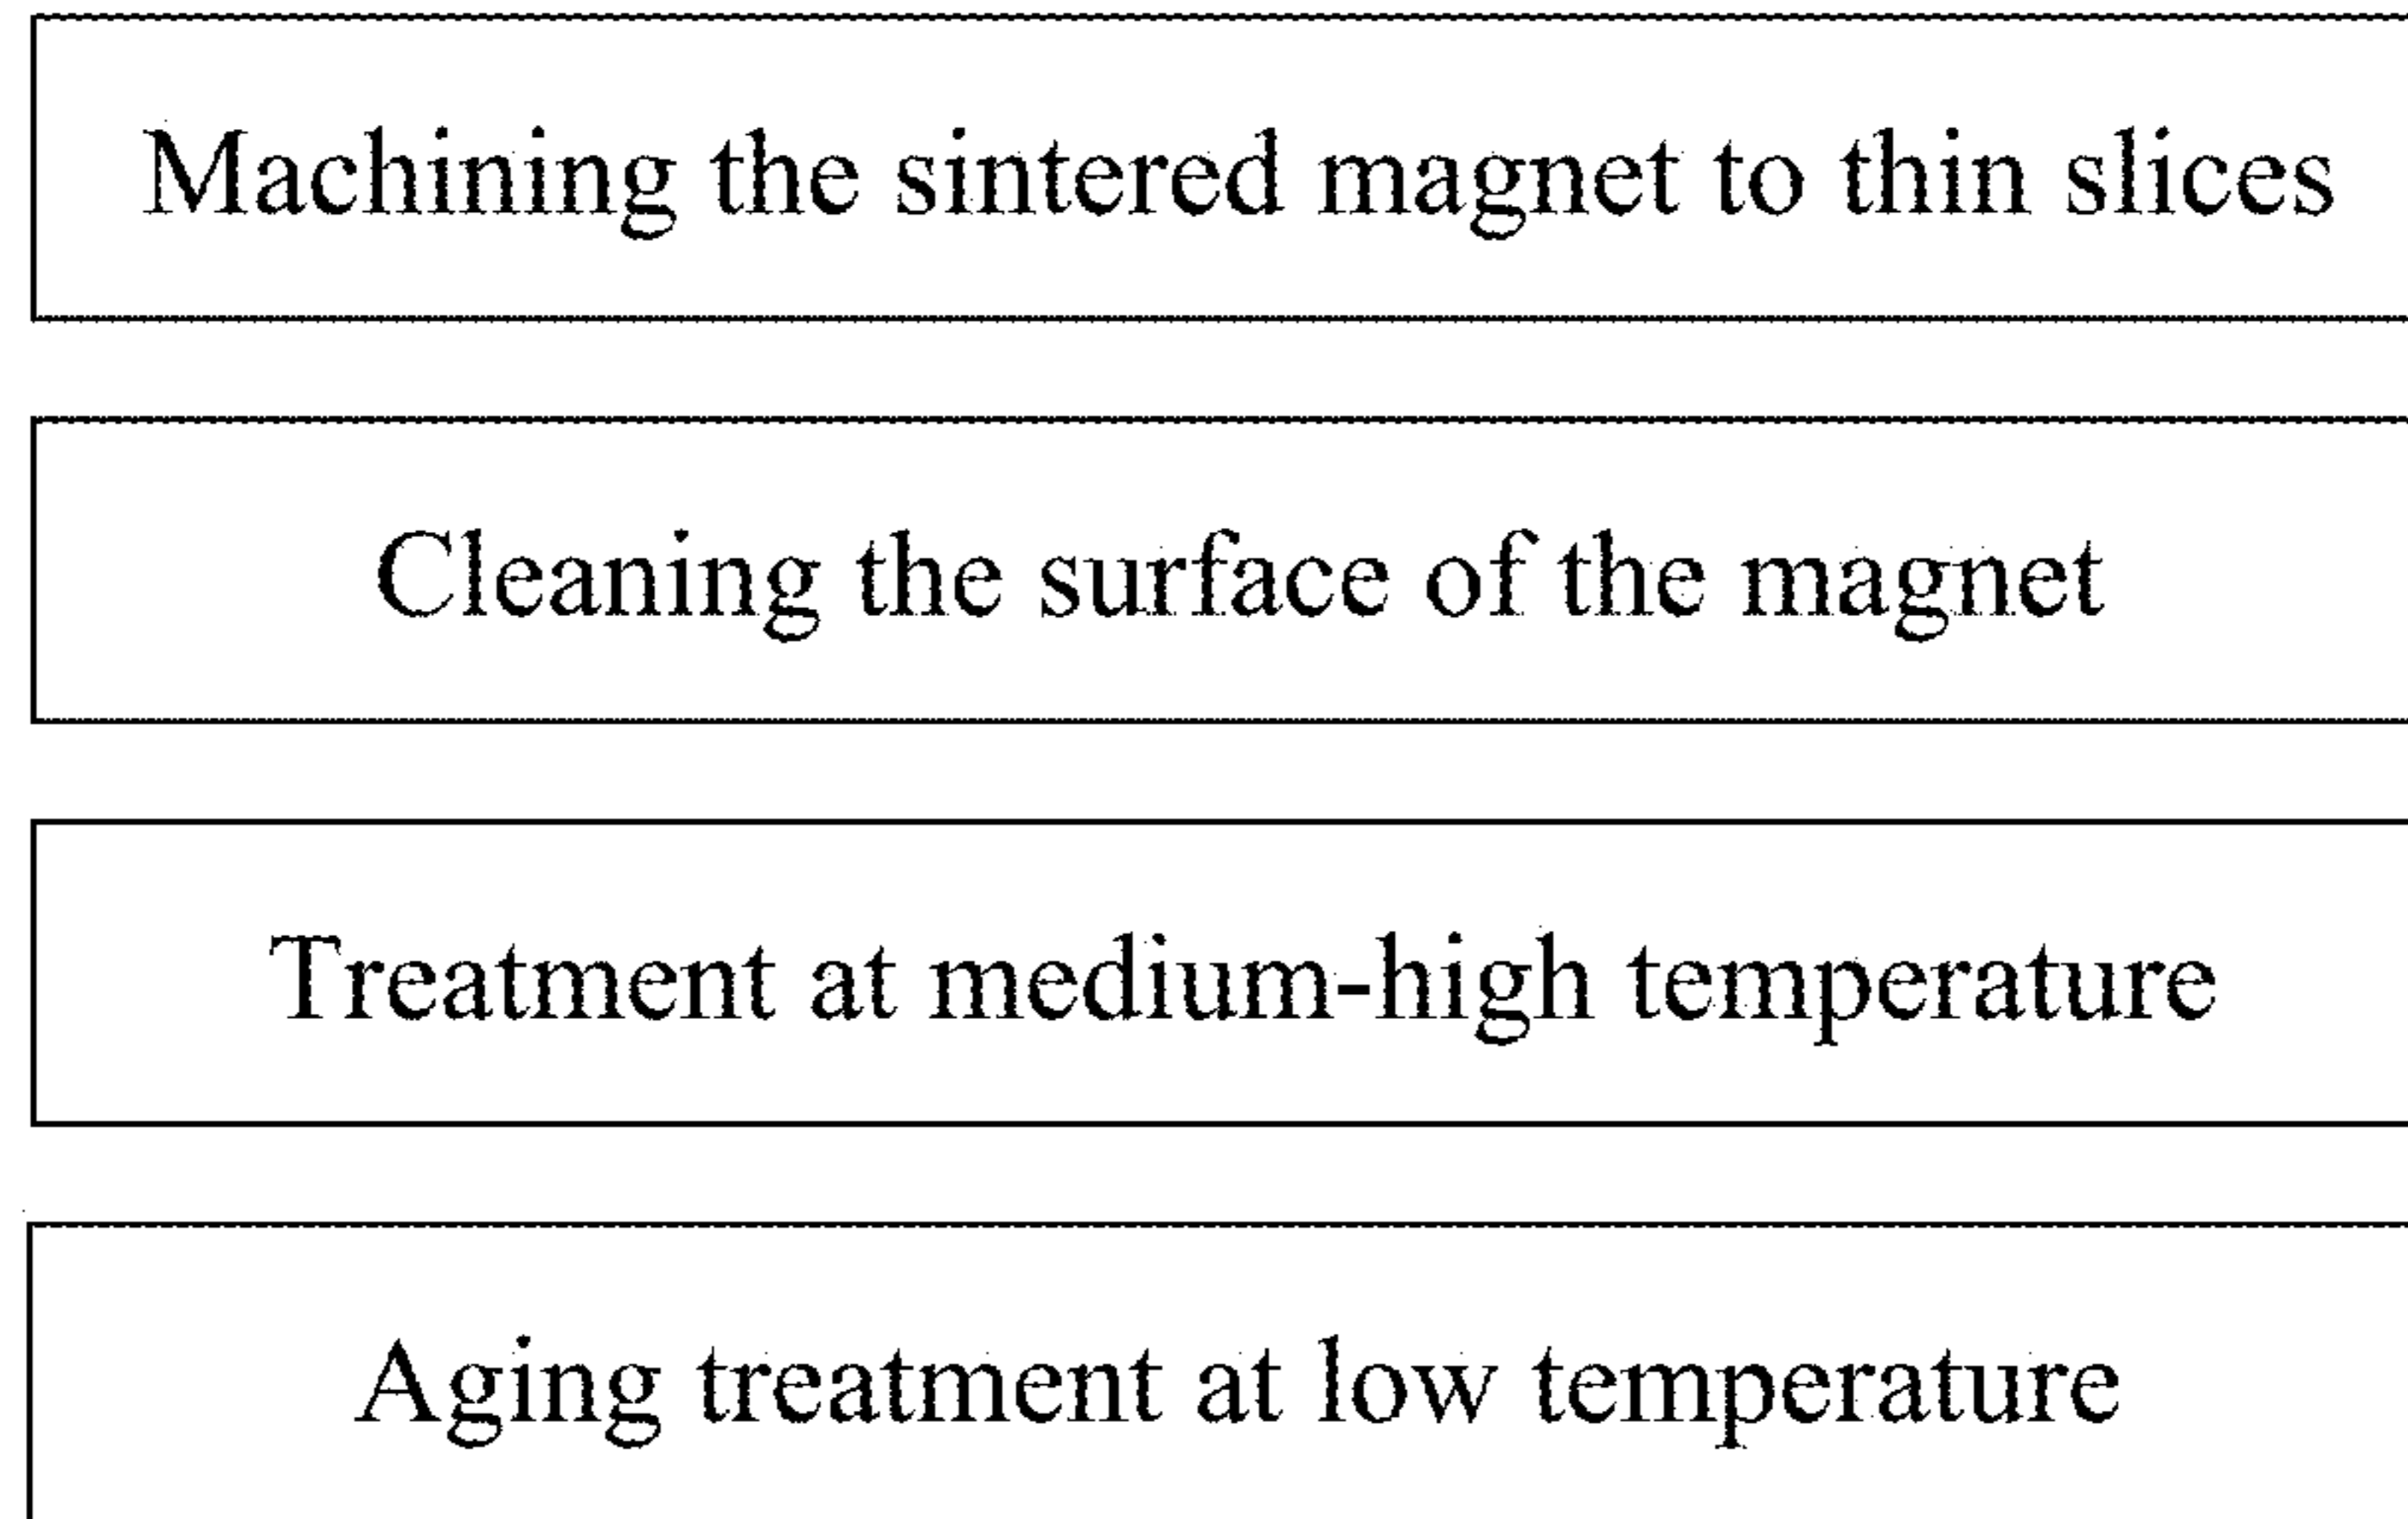 Machining the sintered magnet to thin slices
Cleaning the surface of the magnet
Treatment at medium-high temperature
Aging treatment at low temperature